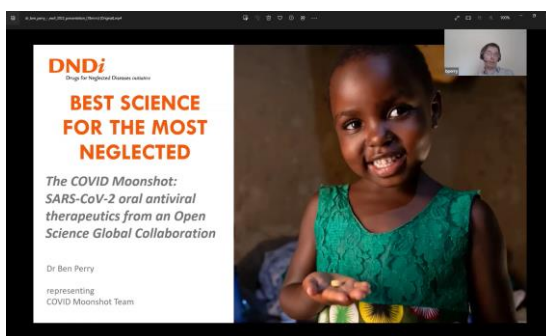 DNDi
Drugs for Neglected Diseases initiative
BEST SCIENCE
FOR THE MOST
NEGLECTED
The COVID Moonshot:
SARS-CoV-2 oral antiviral
therapeutics from an Open
Science Global Collaboration
Dr Ben Perry
representing
COVID Moonshot Team
100%